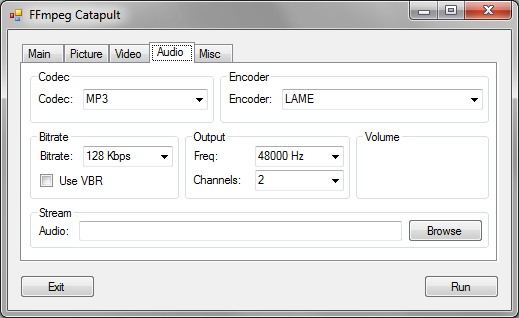 FFmpeg Catapult
Main Picture Video Audio Misc
Codec Encoder
Codec: MP3 Encoder: LAME
Bitrate Output Volume
Bitrate: 128 Kbps Freq: 48000 Hz
Use VBR Channels: 2
Stream
Audio: Browse
Exit Run